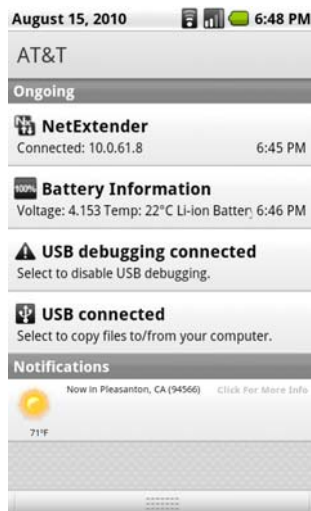 August 15, 2010 6:48 PM
AT&T
Ongoing
NetExtender
Connected: 10.0.61.8 6:45 PM
100% Battery Information
Voltage: 4.153 Temp: 22°C Li-ion Battery 6:46 PM
USB debugging connected
Select to disable USB debugging.
USB connected
Select to copy files to/from your computer.
Notifications
Now in Pleasanton, CA (94566) Click For More Info
71°F